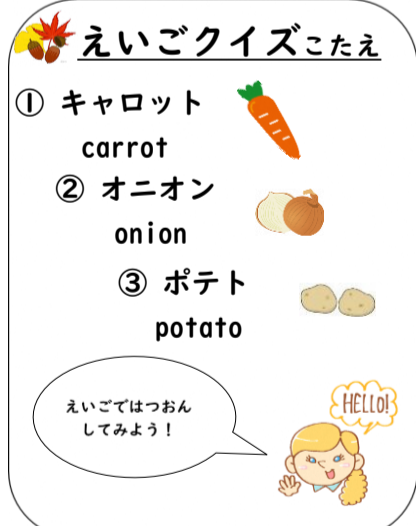 えいごクイズこたえ
① キャロット
carrot
② オニオン
onion
③ ポテト
potato
えいごではつおん
してみよう！
HELLO!